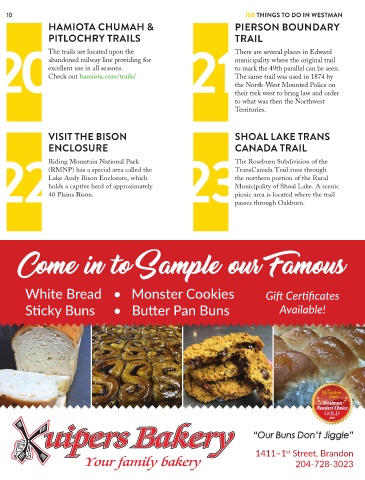 10
150 THINGS TO DO IN WESTMAN
20
HAMIOTA CHUMAH &
PITLOCHRY TRAILS
The trails are located upon the
abandoned railway line providing for
excellent use in all seasons.
Check out hamiota.com/trails/
21
PIERSON BOUNDARY
TRAIL
There are several places in Edward
municipality where the original trail
to mark the 49th parallel can be seen.
The same trail was used in 1874 by
the North-West Mounted Police on
their trek west to bring law and order
to what was then the Northwest
Territories.
22
VISIT THE BISON
ENCLOSURE
Riding Mountain National Park
(RMNP) has a special area called the
Lake Audy Bison Enclosure, which
holds a captive herd of approximately
40 Plains Bison.
23
SHOAL LAKE TRANS
CANADA TRAIL
The Rossburn Subdivision of the
TransCanada Trail runs through
the northern portion of the Rural
Municipality of Shoal Lake. A scenic
picnic area is located where the trail
passes through Oakburn.
Come in to Sample our Famous
White Bread • Monster Cookies
Sticky Buns • Butter Pan Buns
Gift Certificates
Available!
Westman
Readers Choice
GOLD
Kuipers Bakery
Your family bakery
"Our Buns Don't Jiggle"
1411–1st Street, Brandon
204-728-3023